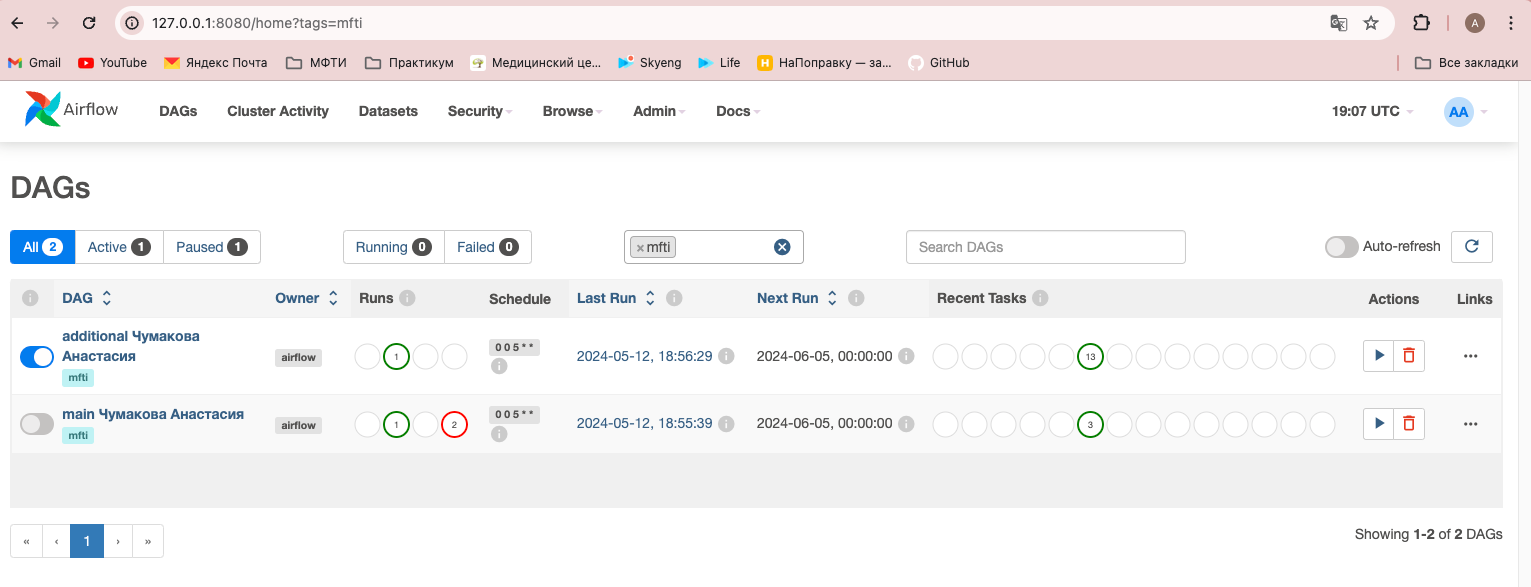 127.0.0.1:8080/home?tags=mfti
A
Gmail YouTube Яндекс Почта МФТИ Практикум Медицинский це... Skyeng Life НаПоправку — за... GitHub Все закладки
Airflow DAGs Cluster Activity Datasets Security Browse Admin Docs 19:07 UTC AA
DAGs
All 2 Active 1 Paused 1 Running 0 Failed 0 × mfti Search DAGs Auto-refresh
DAG Owner Runs Schedule Last Run Next Run Recent Tasks Actions Links
additional Чумакова
Анастасия
mfti
airflow 1 0 0 5 * * 2024-05-12, 18:56:29 2024-06-05, 00:00:00 13
main Чумакова Анастасия
mfti
airflow 1 2 0 0 5 * * 2024-05-12, 18:55:39 2024-06-05, 00:00:00 3
« ‹ 1 › »
Showing 1-2 of 2 DAGs